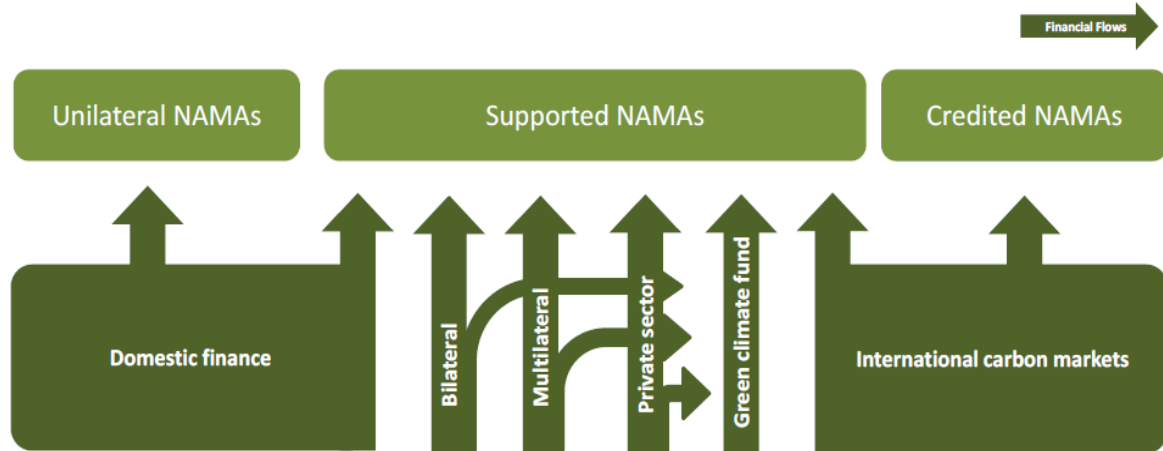 Financial Flows
Unilateral NAMAs
Supported NAMAs
Credited NAMAs
Domestic finance
Bilateral
Multilateral
Private sector
Green climate fund
International carbon markets